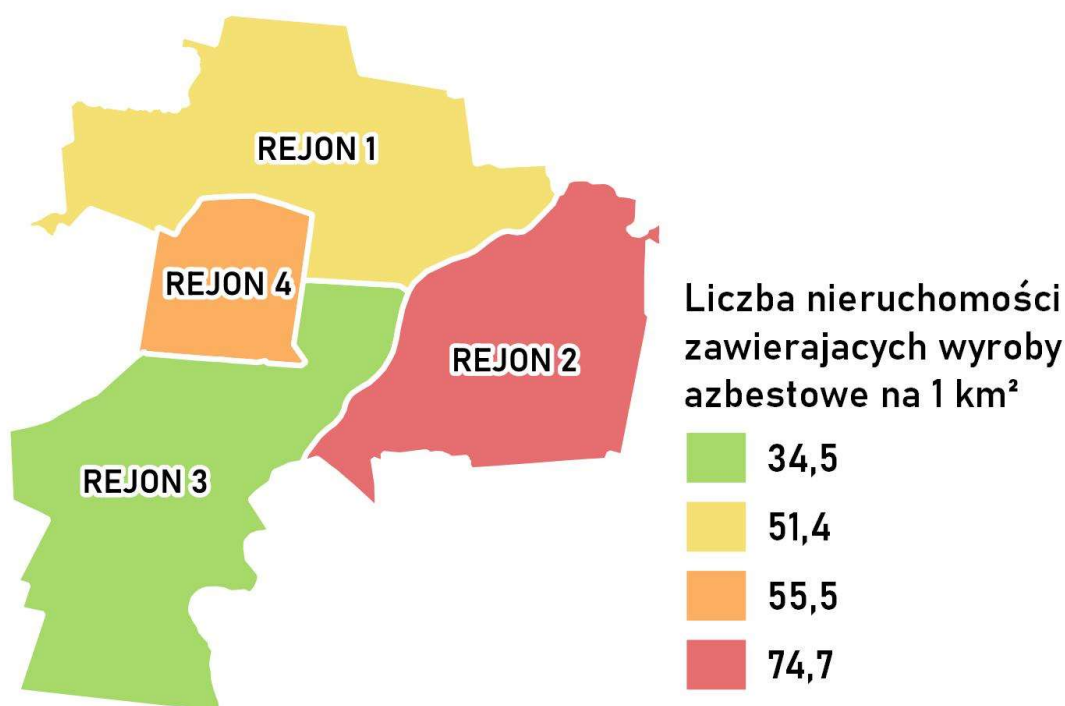 REJON 1
REJON 4
REJON 2
REJON 3
Liczba nieruchomości
zawierajacych wyroby
azbestowe na 1 km²
34,5
51,4
55,5
74,7